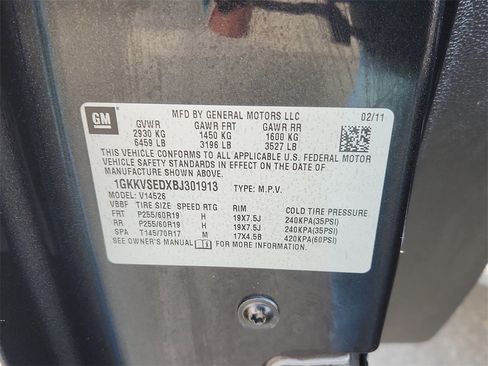 GM
MFD BY GENERAL MOTORS LLC 02/11
GVWR GAWR FRT GAWR RR
2930 KG 1450 KG 1600 KG
6459 LB 3196 LB 3527 LB
THIS VEHICLE CONFORMS TO ALL APPLICABLE U.S. FEDERAL MOTOR
VEHICLE SAFETY STANDARDS IN EFFECT ON THE DATE OF
MANUFACTURE SHOWN ABOVE.
1GKKVSEDXBJ301913 TYPE: M.P.V.
MODEL: V14526
VBBF TIRE SIZE SPEED RTG RIM COLD TIRE PRESSURE
FRT P255/60R19 H 19X7.5J 240KPA(35PSI)
RR P255/60R19 H 19X7.5J 240KPA(35PSI)
SPA T145/70R17 M 17X4.5B 420KPA(60PSI)
SEE OWNER'S MANUAL FOR MORE INFORMATION.